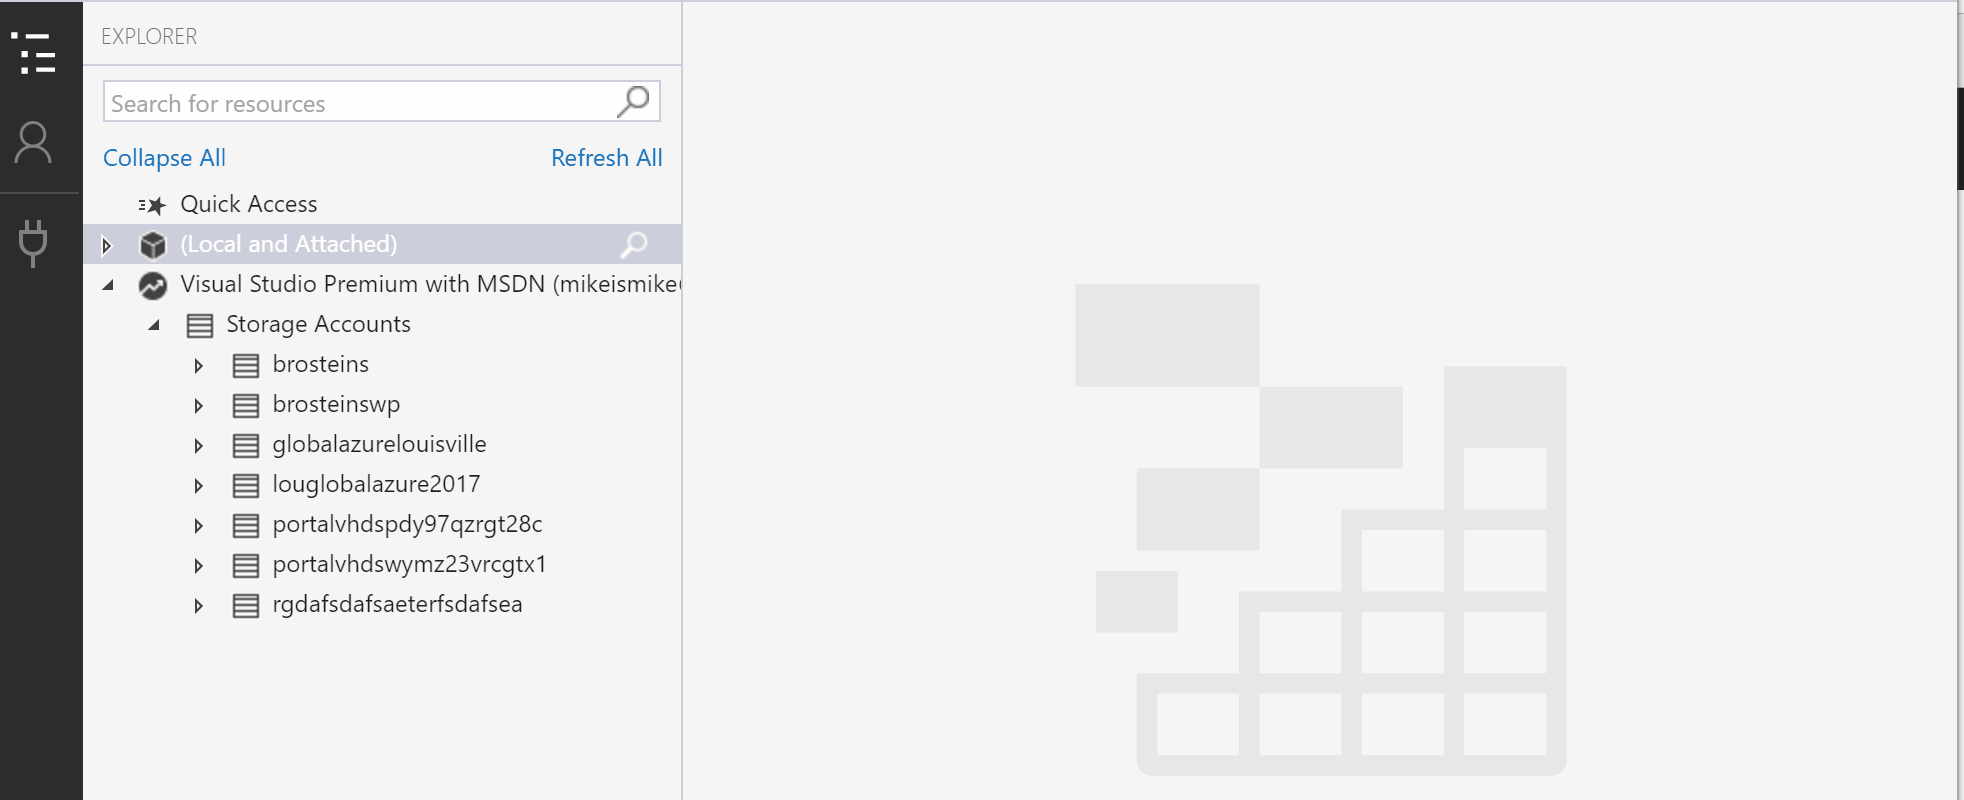 EXPLORER
Search for resources
Collapse All Refresh All
Quick Access
(Local and Attached)
Visual Studio Premium with MSDN (mikeismike
Storage Accounts
brosteins
brosteinswp
globalazurelouisville
louglobalazure2017
portalvhdspdy97qzrgt28c
portalvhdswymz23vrcgtx1
rgdafsdafsaeterfsdafsea